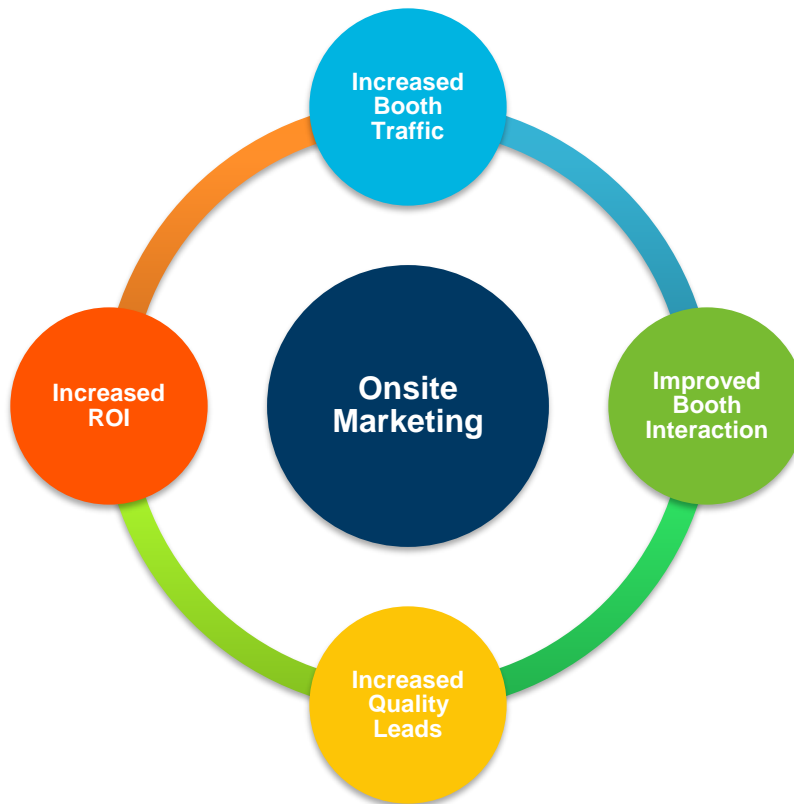 Increased
Booth
Traffic
Increased
ROI
Onsite
Marketing
Improved
Booth
Interaction
Increased
Quality
Leads